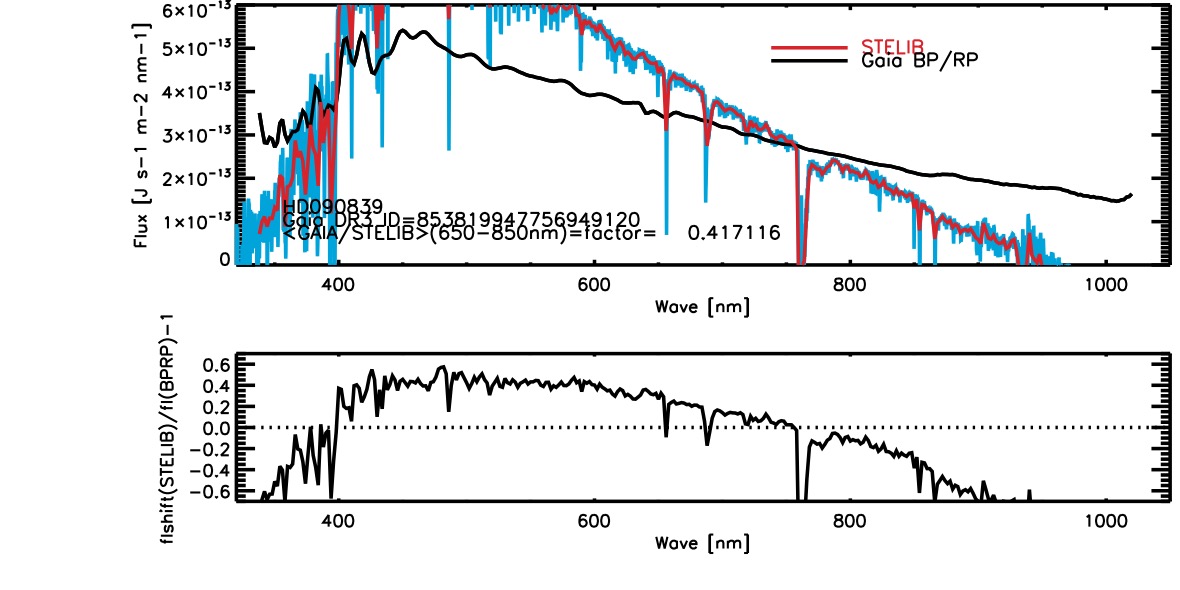 6×10−13
5×10−13
4×10−13
3×10−13
2×10−13
1×10−13
0
Flux [J s−1 m−2 nm−1]
STELIB
Gaia BP/RP
HD090839
Gaia DR3 ID=853819947756949120
<GAIA/STELIB>(650−850nm)=factor= 0.417116
400 600 800 1000
Wave [nm]
0.6
0.4
0.2
0.0
−0.2
−0.4
−0.6
flshift(STELIB)/fl(BPRP)−1
400 600 800 1000
Wave [nm]